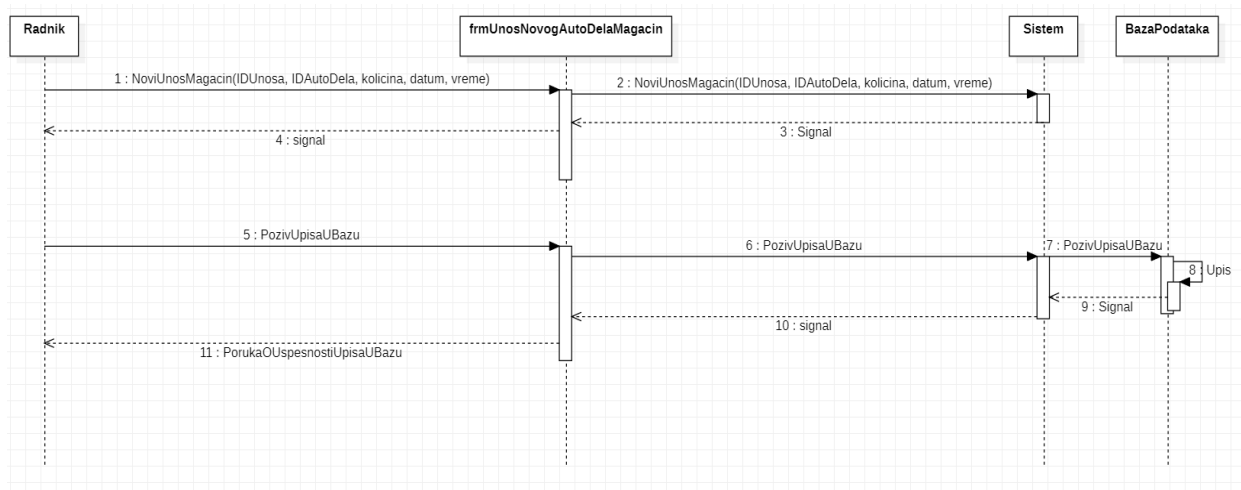 Radnik
frmUnosNovogAutoDelaMagacin
Sistem
BazaPodataka
1 : NoviUnosMagacin(IDUnosa, IDAutoDela, kolicina, datum, vreme)
2 : NoviUnosMagacin(IDUnosa, IDAutoDela, kolicina, datum, vreme)
3 : Signal
4 : signal
5 : PozivUpisaUBazu
6 : PozivUpisaUBazu
7 : PozivUpisaUBazu
8 : Upis
9 : Signal
10 : signal
11 : PorukaOUspesnostiUpisaUBazu